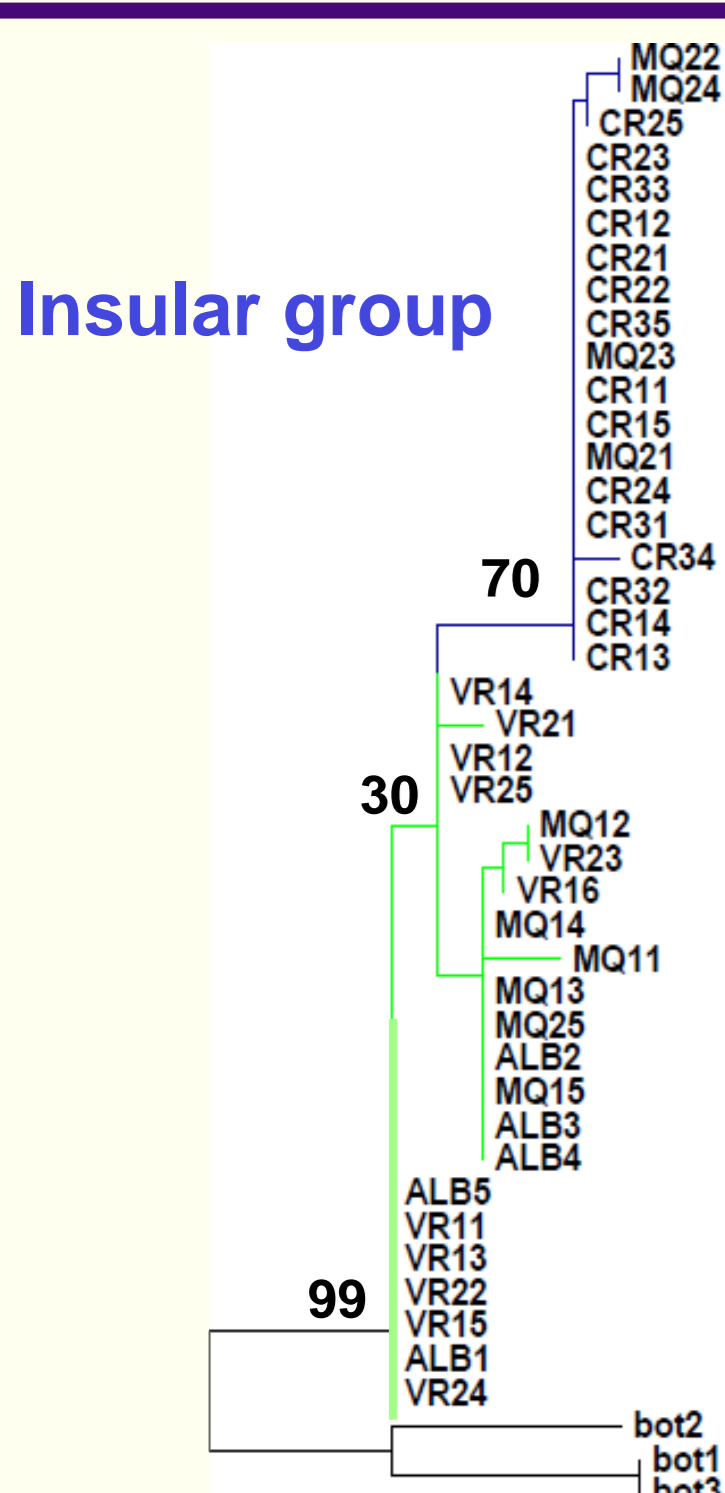 MQ22
MQ24
CR25
CR23
CR33
CR12
CR21
CR22
Insular group
CR35
MQ23
CR11
CR15
MQ21
CR24
CR31
CR34
70
CR32
CR14
CR13
VR14
VR21
VR12
VR25
30
MQ12
VR23
VR16
MQ14
MQ11
MQ13
MQ25
ALB2
MQ15
ALB3
ALB4
ALB5
VR11
VR13
VR22
99
VR15
ALB1
VR24
bot2
bot1
bot3